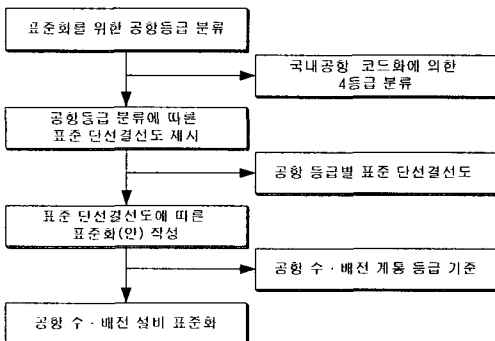 표준화를 위한 공항등급 분류
국내공항 코드화에 의한
4등급 분류
공항등급 분류에 따른
표준 단선결선도 제시
공항 등급별 표준 단선결선도
표준 단선결선도에 따른
표준화(안) 작성
공항 수·배전 계통 등급 기준
공항 수·배전 설비 표준화